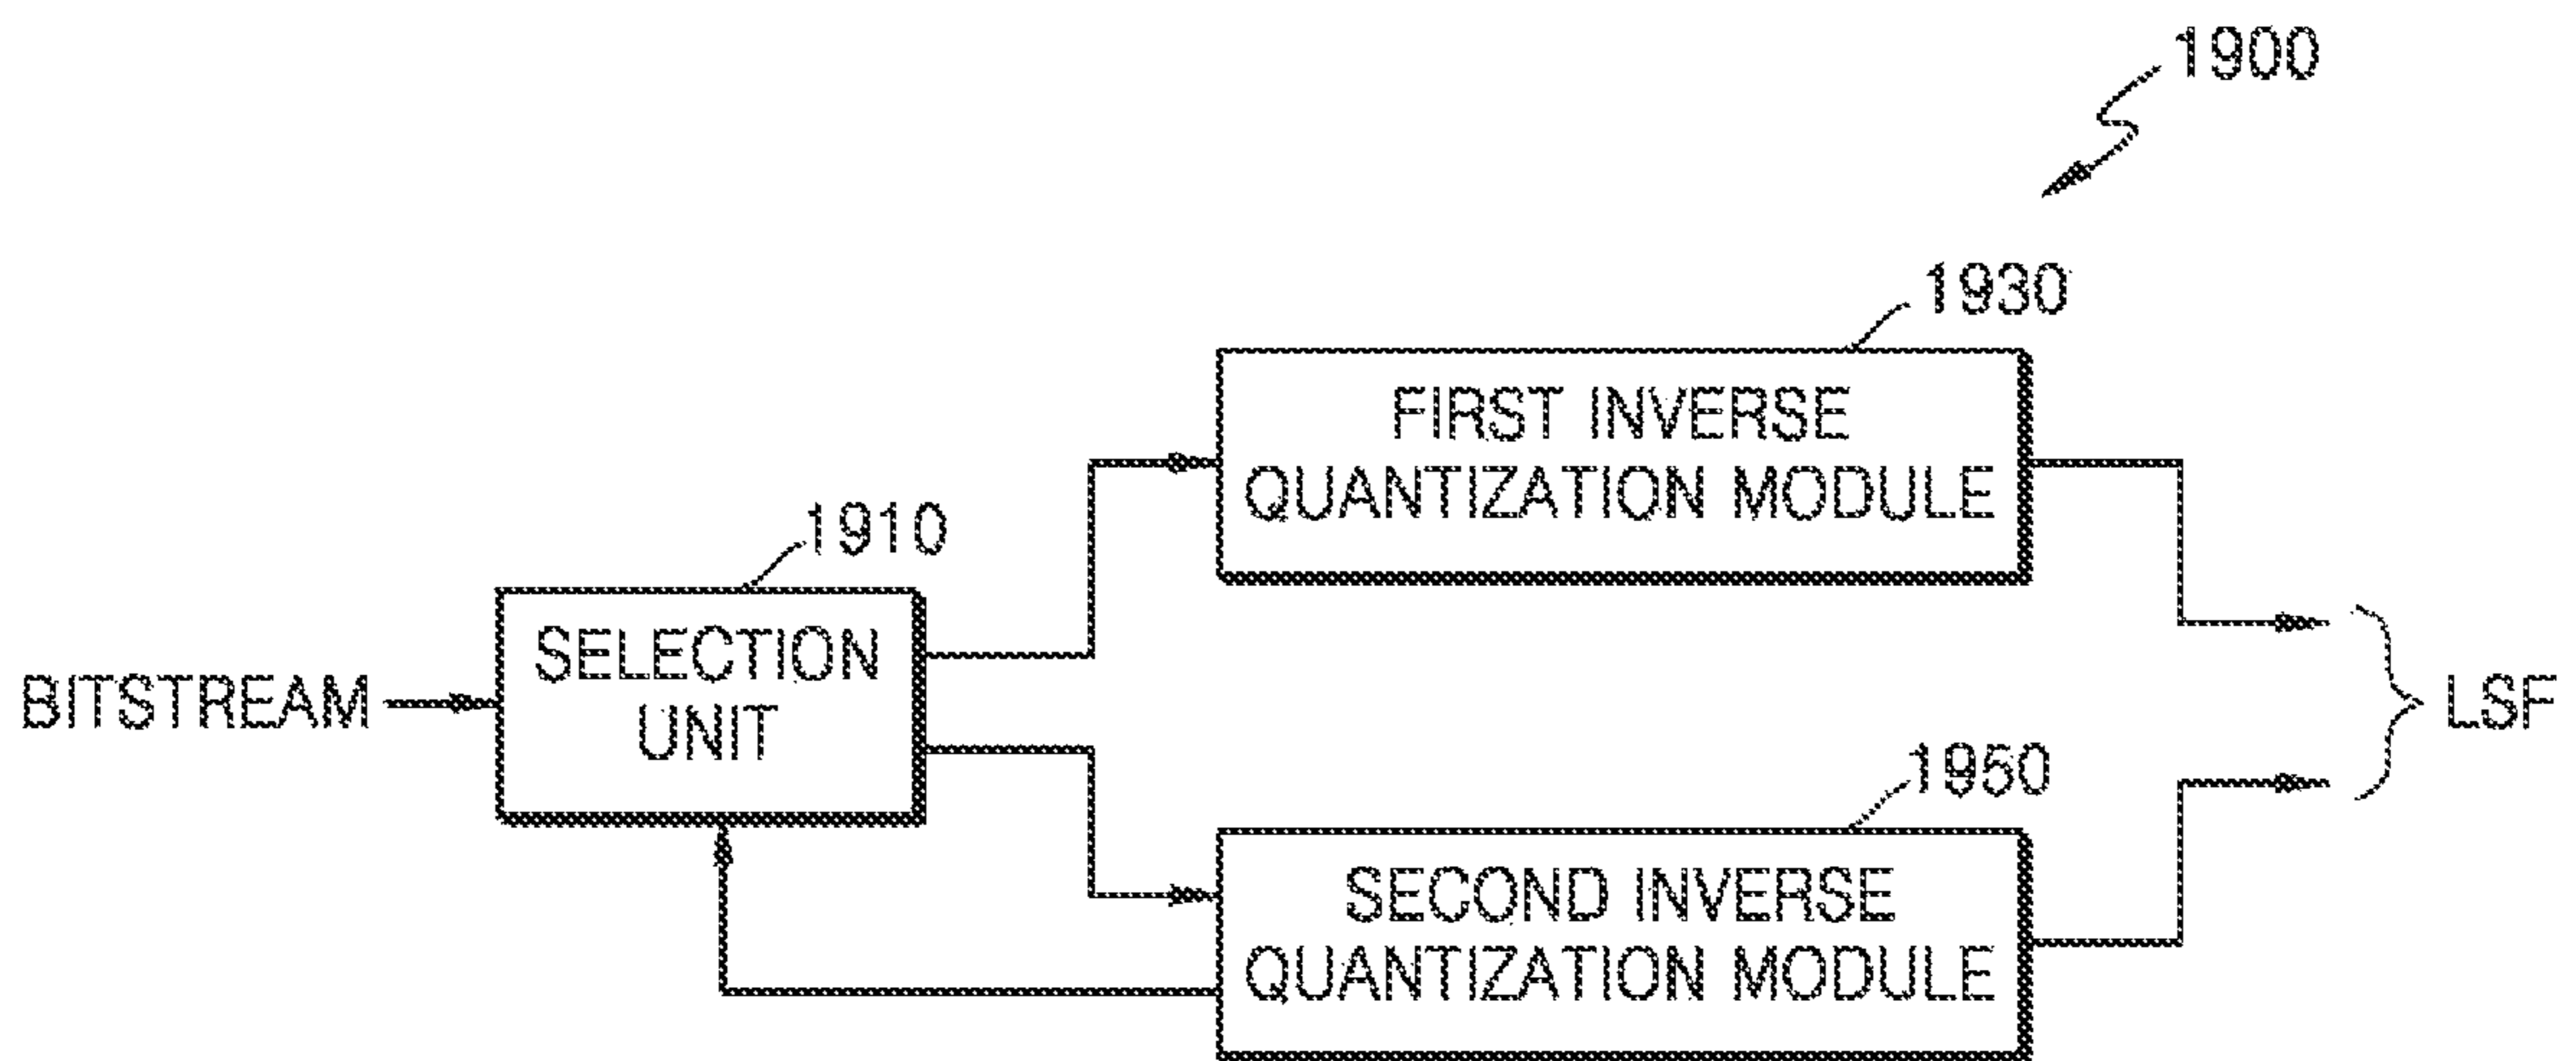 1900
1930
FIRST INVERSE
QUANTIZATION MODULE
1910
SELECTION
UNIT
BITSTREAM
LSF
1950
SECOND INVERSE
QUANTIZATION MODULE